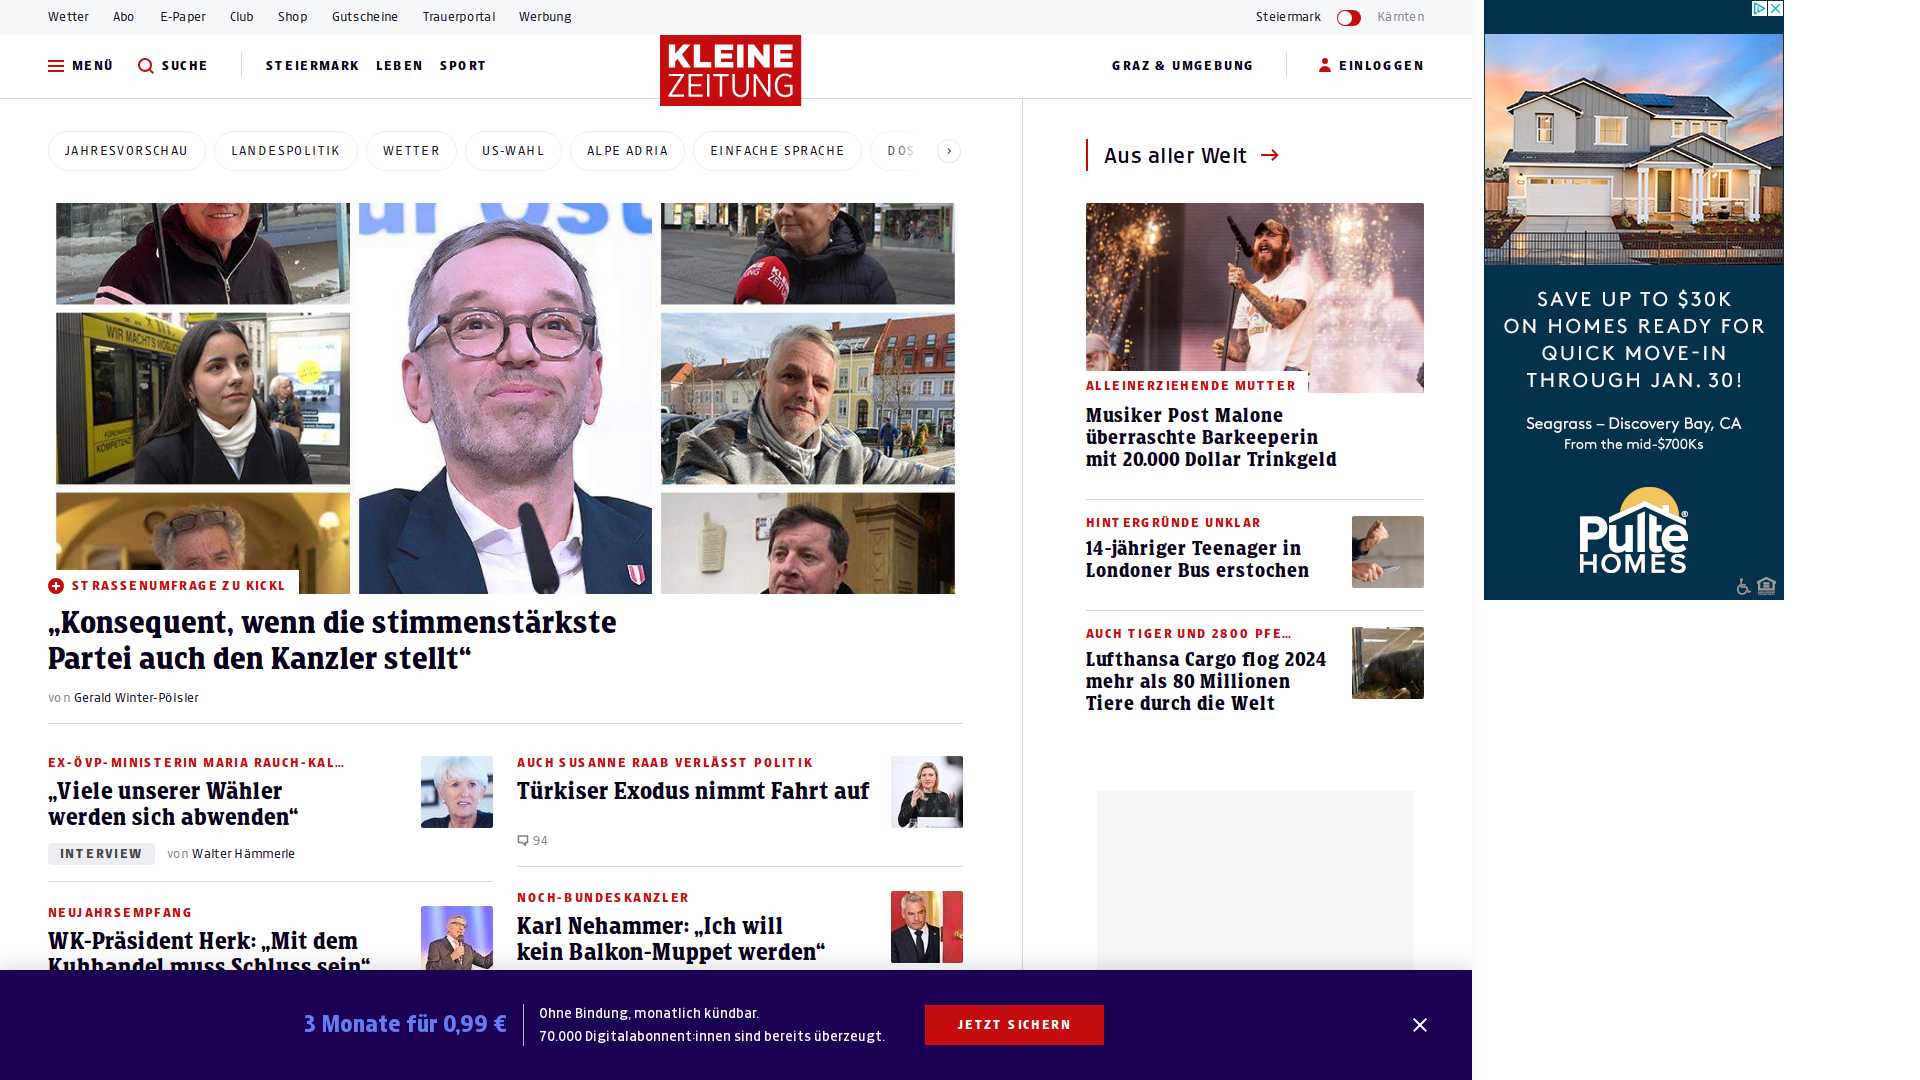 Wetter Abo E-Paper Club Shop Gutscheine Trauerportal Werbung
Steiermark Kärnten
MENÜ SUCHE STEIERMARK LEBEN SPORT
KLEINE
ZEITUNG
GRAZ & UMGEBUNG EINLOGGEN
JAHRESVORSCHAU LANDESPOLITIK WETTER US-WAHL ALPE ADRIA EINFACHE SPRACHE DOS
STRASSENUMFRAGE ZU KICKL
„Konsequent, wenn die stimmenstärkste
Partei auch den Kanzler stellt“
von Gerald Winter-Pölsler
EX-ÖVP-MINISTERIN MARIA RAUCH-KAL…
„Viele unserer Wähler
werden sich abwenden“
INTERVIEW von Walter Hämmerle
NEUJAHRSEMPFANG
WK-Präsident Herk: „Mit dem
Kuhhandel muss Schluss sein“
AUCH SUSANNE RAAB VERLÄSST POLITIK
Türkiser Exodus nimmt Fahrt auf
94
NOCH-BUNDESKANZLER
Karl Nehammer: „Ich will
kein Balkon-Muppet werden“
Aus aller Welt
ALLEINERZIEHENDE MUTTER
Musiker Post Malone
überraschte Barkeeperin
mit 20.000 Dollar Trinkgeld
HINTERGRÜNDE UNKLAR
14-jähriger Teenager in
Londoner Bus erstochen
AUCH TIGER UND 2800 PFE…
Lufthansa Cargo flog 2024
mehr als 80 Millionen
Tiere durch die Welt
SAVE UP TO $30K
ON HOMES READY FOR
QUICK MOVE-IN
THROUGH JAN. 30!
Seagrass – Discovery Bay, CA
From the mid-$700Ks
Pulte®
HOMES
3 Monate für 0,99 €
Ohne Bindung, monatlich kündbar.
70.000 Digitalabonnent:innen sind bereits überzeugt.
JETZT SICHERN